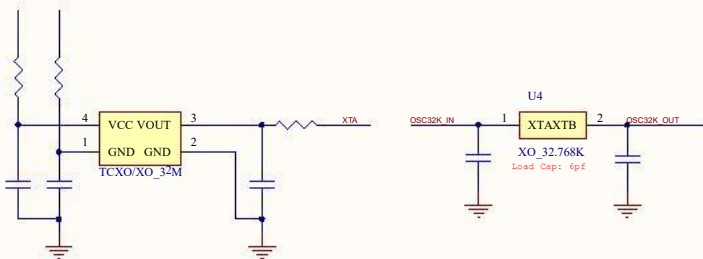 U4
4 VCC VOUT 3 XTA OSC32K_IN 1 XTAXTB 2 OSC32K_OUT
1 GND GND 2
TCXO/XO_32M
XO_32.768K
Load Cap: 6pf